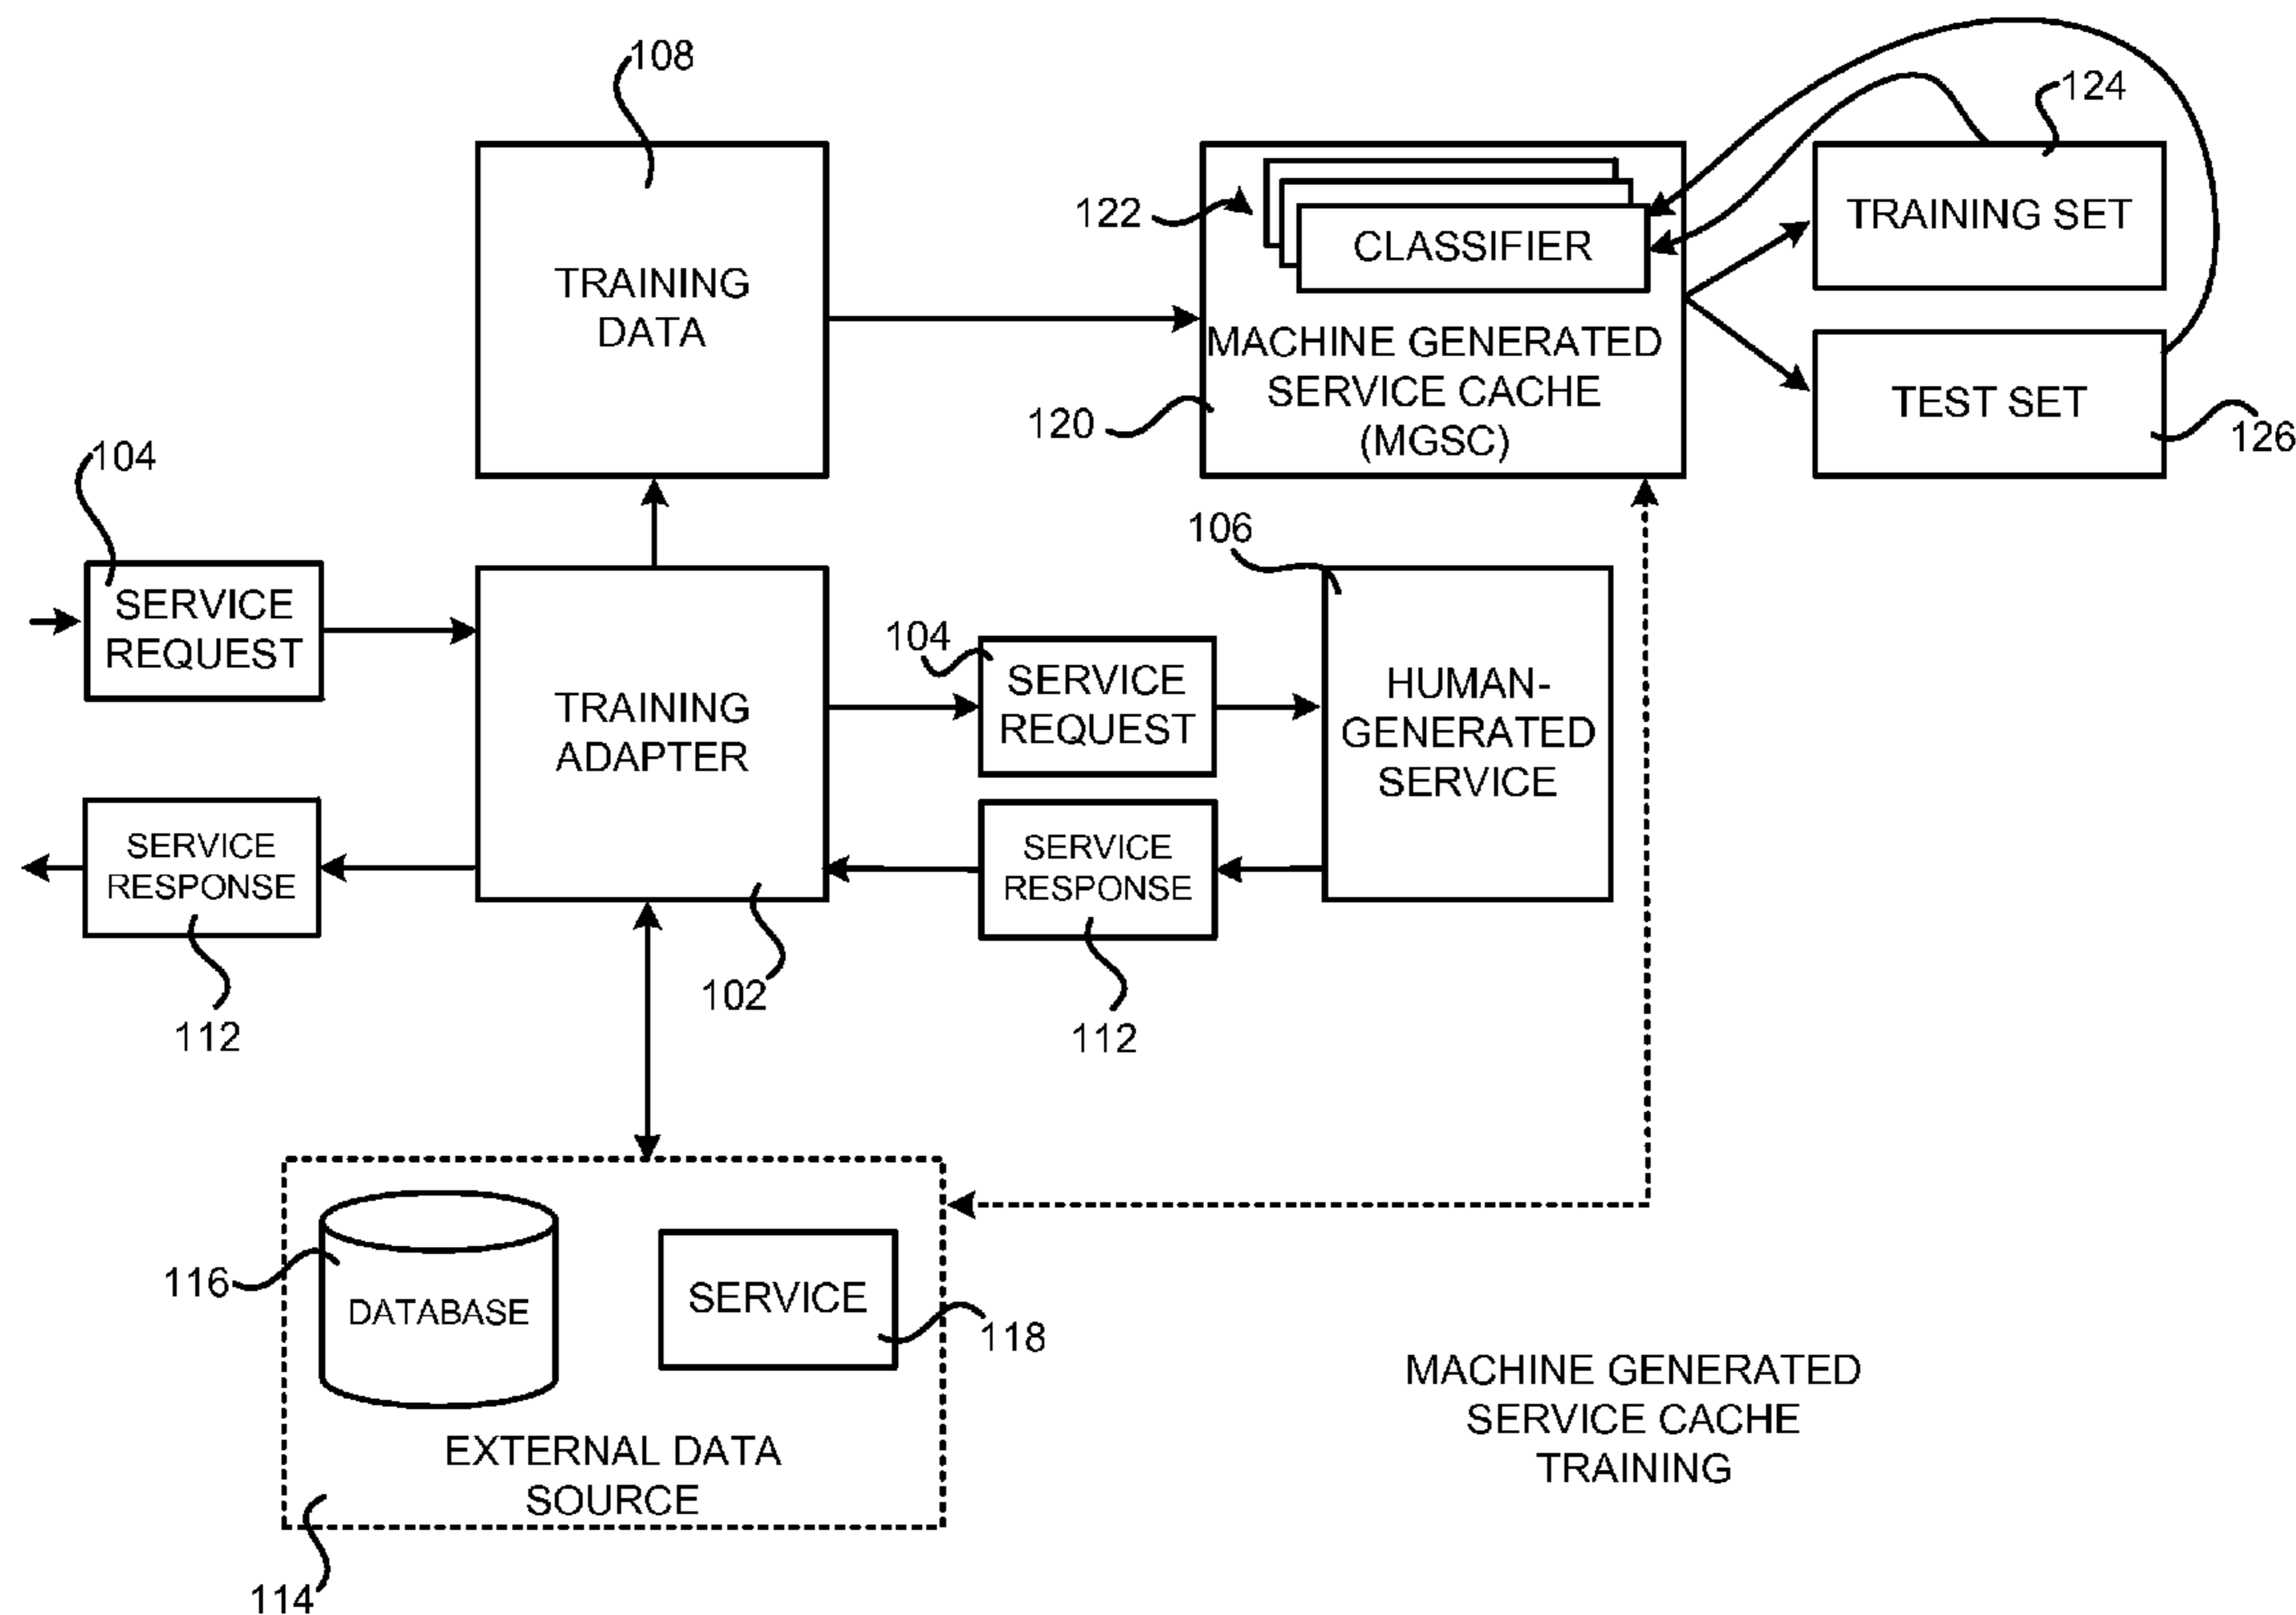 108
124
TRAINING
DATA
122
CLASSIFIER
MACHINE GENERATED
SERVICE CACHE
(MGSC)
120
TRAINING SET
TEST SET
126
104
SERVICE
REQUEST
106
TRAINING
ADAPTER
104
SERVICE
REQUEST
HUMAN-
GENERATED
SERVICE
SERVICE
RESPONSE
SERVICE
RESPONSE
102
112
112
116
DATABASE
SERVICE
118
EXTERNAL DATA
SOURCE
114
MACHINE GENERATED
SERVICE CACHE
TRAINING